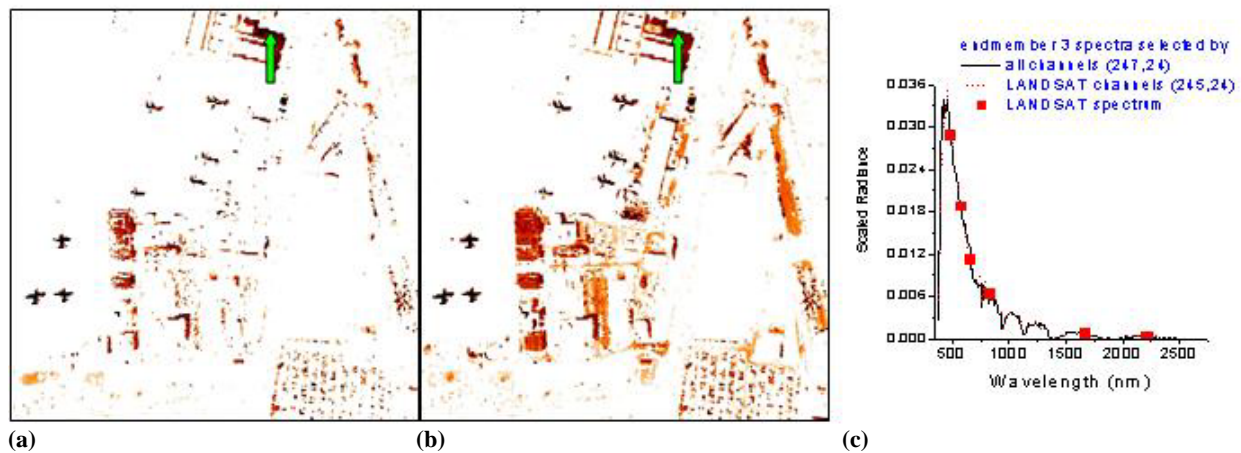 endmember 3 spectra selected by
all channels (247,24)
LANDSAT channels (245,24)
LANDSAT spectrum
0.036
0.030
0.024
0.018
0.012
0.006
0.000
Scaled Radiance
500 1000 1500 2000 2500
Wavelength (nm)
(a) (b) (c)